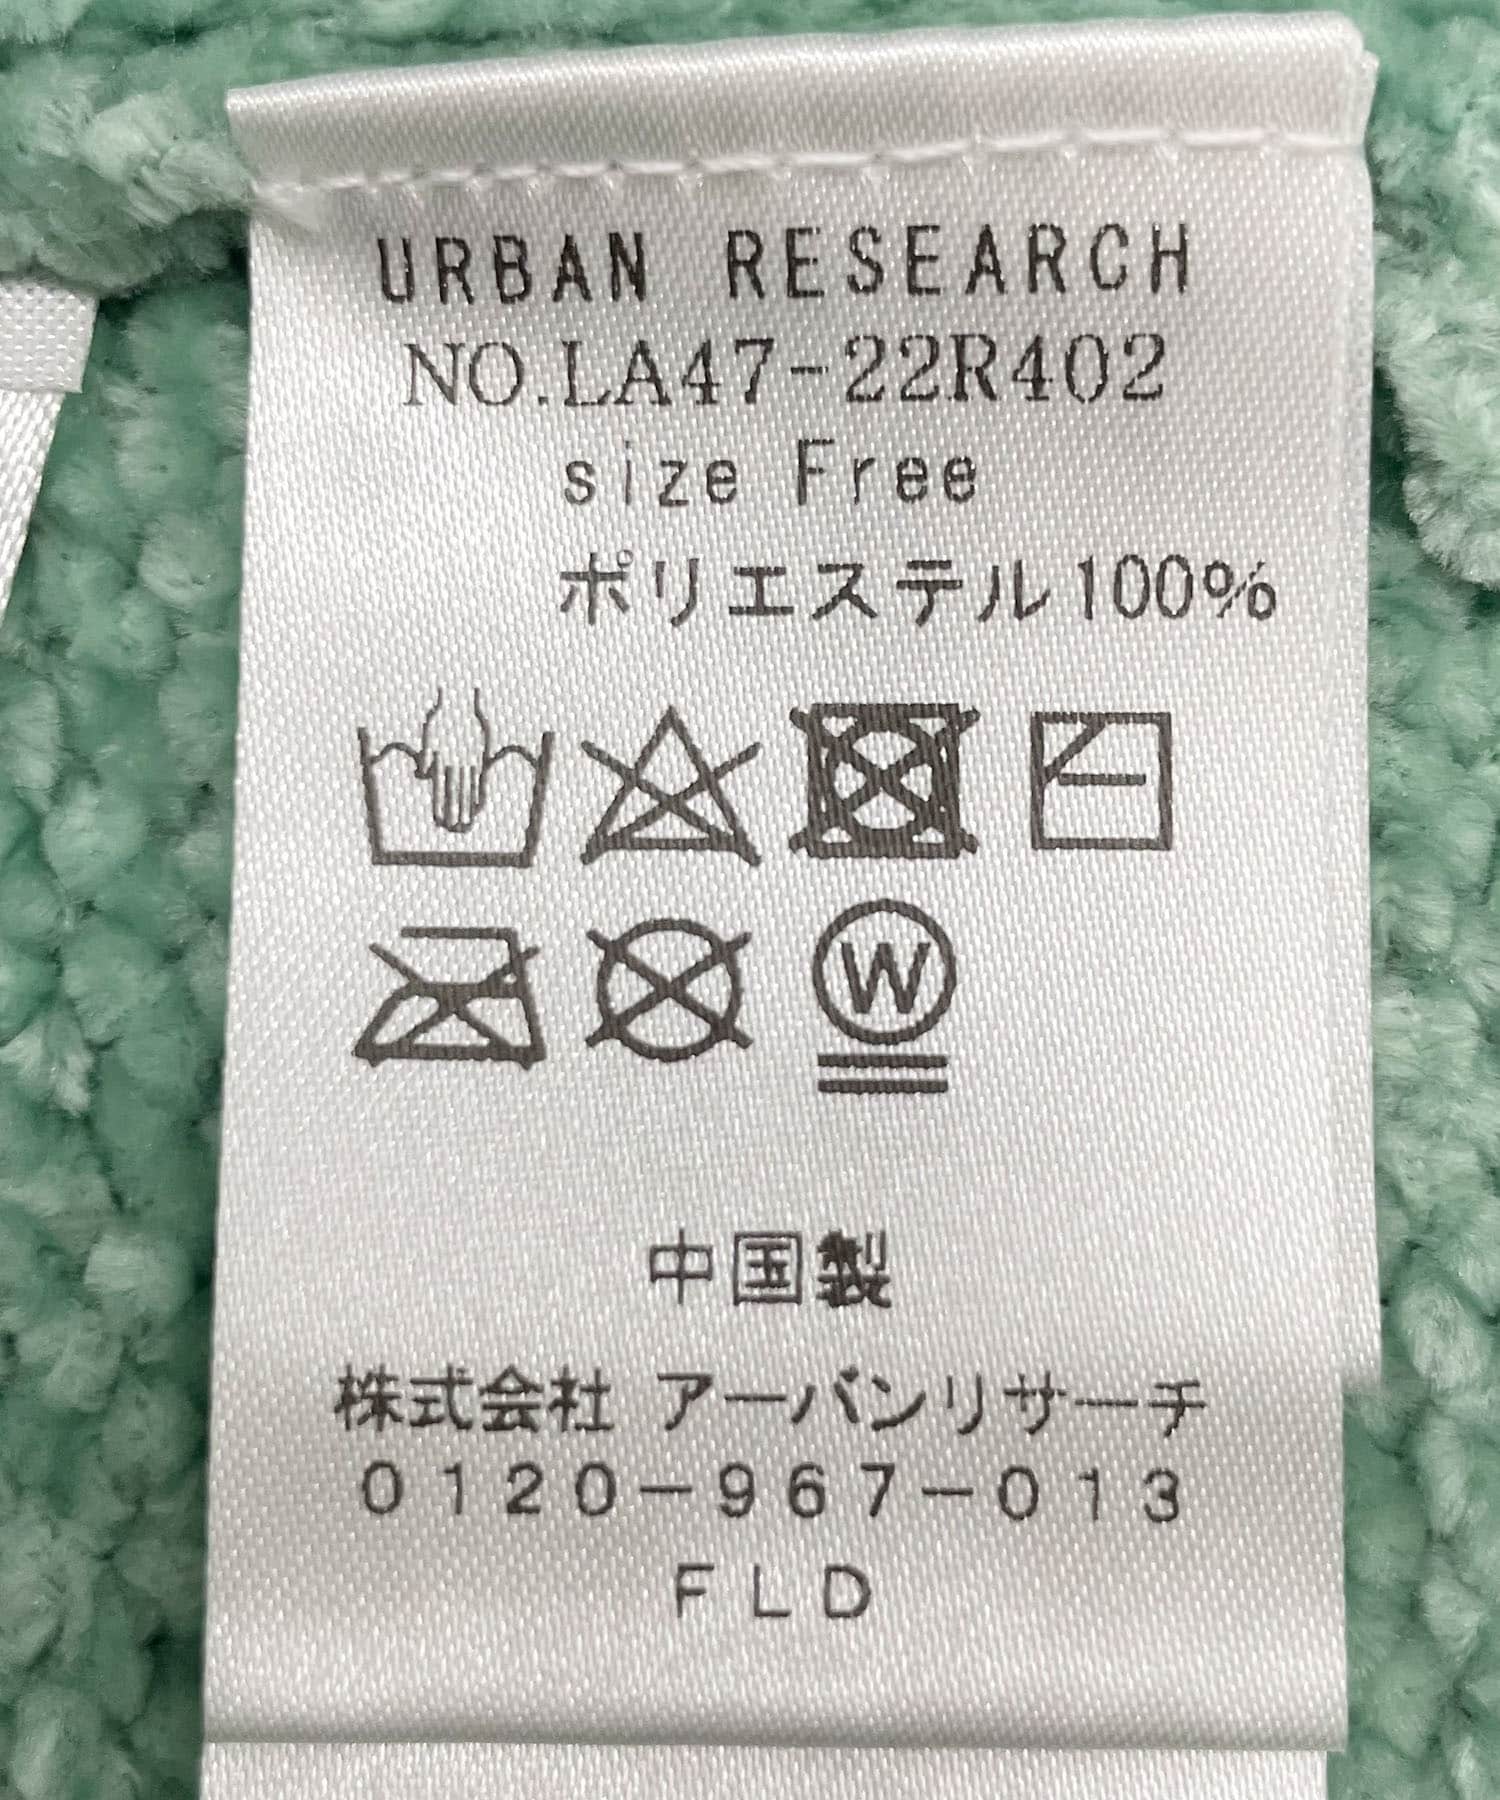 URBAN RESEARCH
NO.LA47-22R402
size Free
ポリエステル100%
W
中国製
株式会社 アーバンリサーチ
0120-967-013
FLD